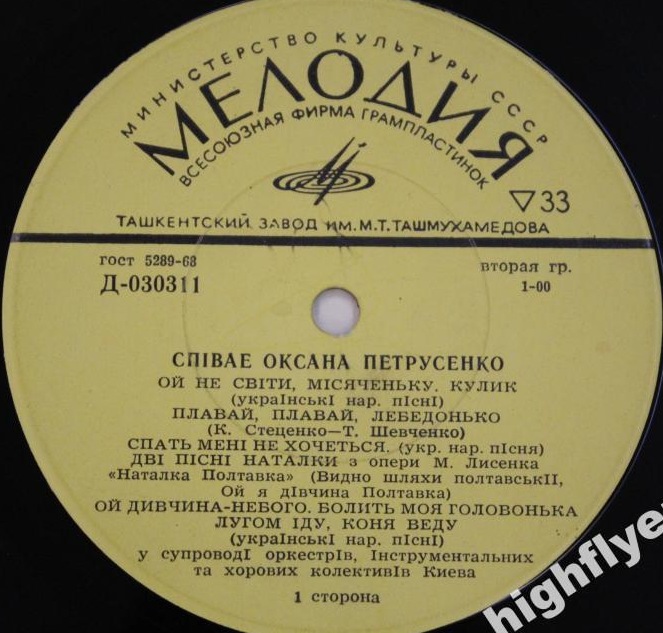 МИНИСТЕРСТВО КУЛЬТУРЫ СССР
МЕЛОДИЯ
ВСЕСОЮЗНАЯ ФИРМА ГРАМПЛАСТИНОК
▽33
ТАШКЕНТСКИЙ ЗАВОД ИМ. М.Т. ТАШМУХАМЕДОВА
гост 5289-68 вторая гр.
Д-030311 1-00
СПІВАЕ ОКСАНА ПЕТРУСЕНКО
ОЙ НЕ СВІТИ, МІСЯЧЕНЬКУ. КУЛИК
(українські нар. пісні)
ПЛАВАЙ, ПЛАВАЙ, ЛЕБЕДОНЬКО
(К. Стеценко—Т. Шевченко)
СПАТЬ МЕНІ НЕ ХОЧЕТЬСЯ. (укр. нар. пісня)
ДВІ ПІСНІ НАТАЛКИ з опери М. Лисенка
«Наталка Полтавка» (Видно шляхи полтавськІІ,
Ой я дІвчина Полтавка)
ОЙ ДИВЧИНА-НЕБОГО. БОЛИТЬ МОЯ ГОЛОВОНЬКА
ЛУГОМ ІДУ, КОНЯ ВЕДУ
(українські нар. пісні)
у супроводІ оркестрІв, Інструментальних
та хорових колективІв Киева
1 сторона
highflye